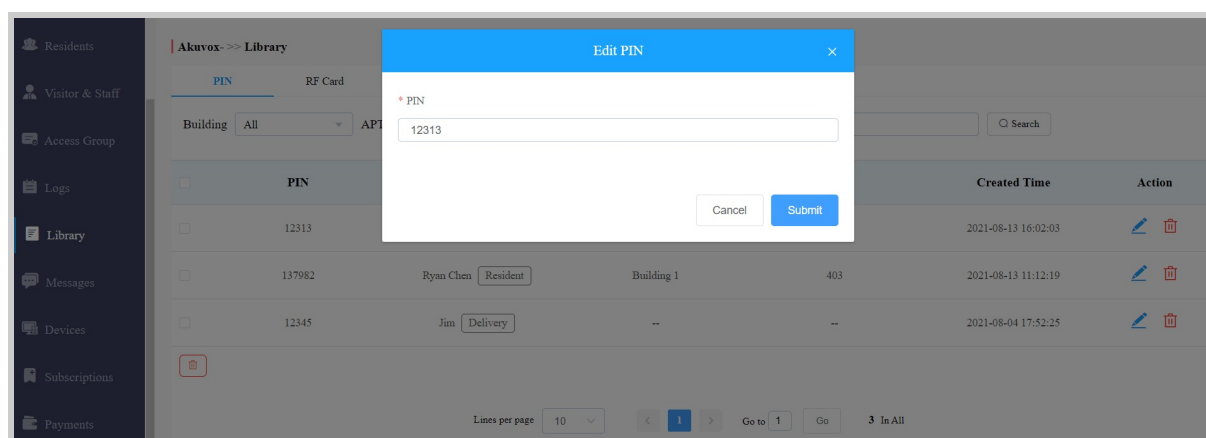 Residents
Visitor & Staff
Access Group
Logs
Library
Messages
Devices
Subscriptions
Payments
Akuvox- >> Library
PIN RF Card
Building All APT Search
Edit PIN ×
* PIN
12313
Cancel Submit
PIN Created Time Action
12313 2021-08-13 16:02:03
137982 Ryan Chen Resident Building 1 403 2021-08-13 11:12:19
12345 Jim Delivery -- -- 2021-08-04 17:52:25
Lines per page 10 < 1 > Go to 1 Go 3 In All